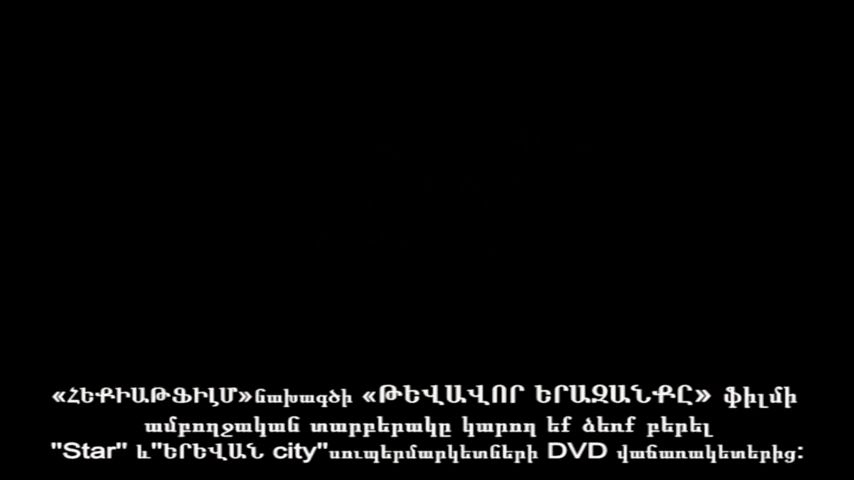 «ՀԵՔԻԱԹՖԻԼՄ»նախագծի «ԹԵՎԱՎՈՐ ԵՐԱԶԱՆՔԸ» ֆիլմի
ամբողջական տարբերակը կարող եք ձեռք բերել
"Star" և"ԵՐԵՎԱՆ city"սուպերմարկետների DVD վաճառակետերից: